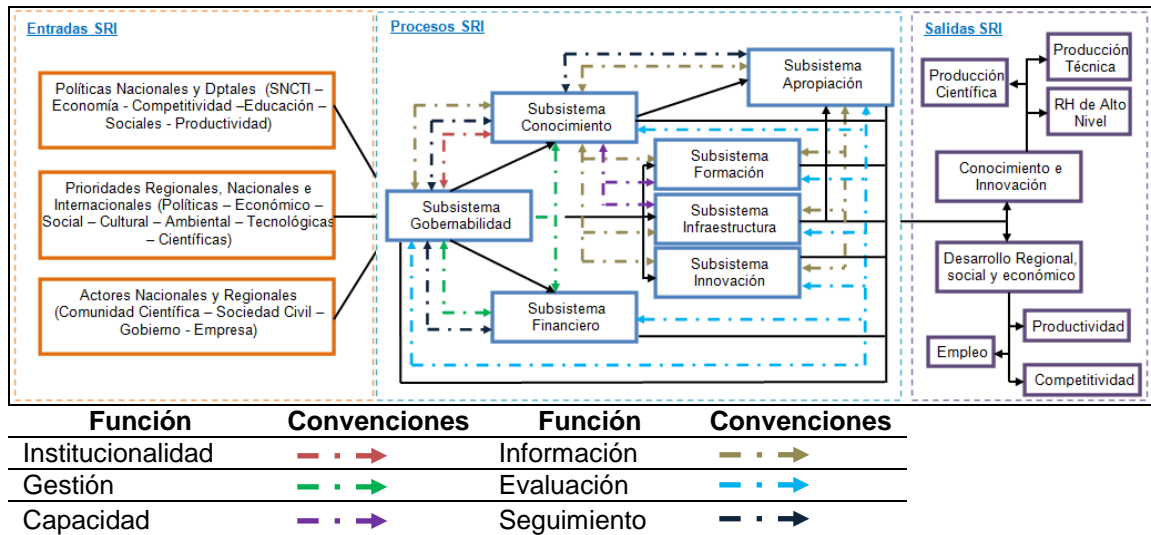 Entradas SRI
Políticas Nacionales y Dptales (SNCTI –
Economía - Competitividad –Educación –
Sociales - Productividad)
Prioridades Regionales, Nacionales e
Internacionales (Políticas – Económico –
Social – Cultural – Ambiental – Tecnológicas
– Científicas)
Actores Nacionales y Regionales
(Comunidad Científica – Sociedad Civil –
Gobierno - Empresa)
Procesos SRI
Subsistema
Apropiación
Subsistema
Conocimiento
Subsistema
Formación
Subsistema
Gobernabilidad
Subsistema
Infraestructura
Subsistema
Innovación
Subsistema
Financiero
Salidas SRI
Producción
Técnica
Producción
Científica
RH de Alto
Nivel
Conocimiento e
Innovación
Desarrollo Regional,
social y económico
Productividad
Empleo
Competitividad
Función Convenciones Función Convenciones
Institucionalidad Información
Gestión Evaluación
Capacidad Seguimiento